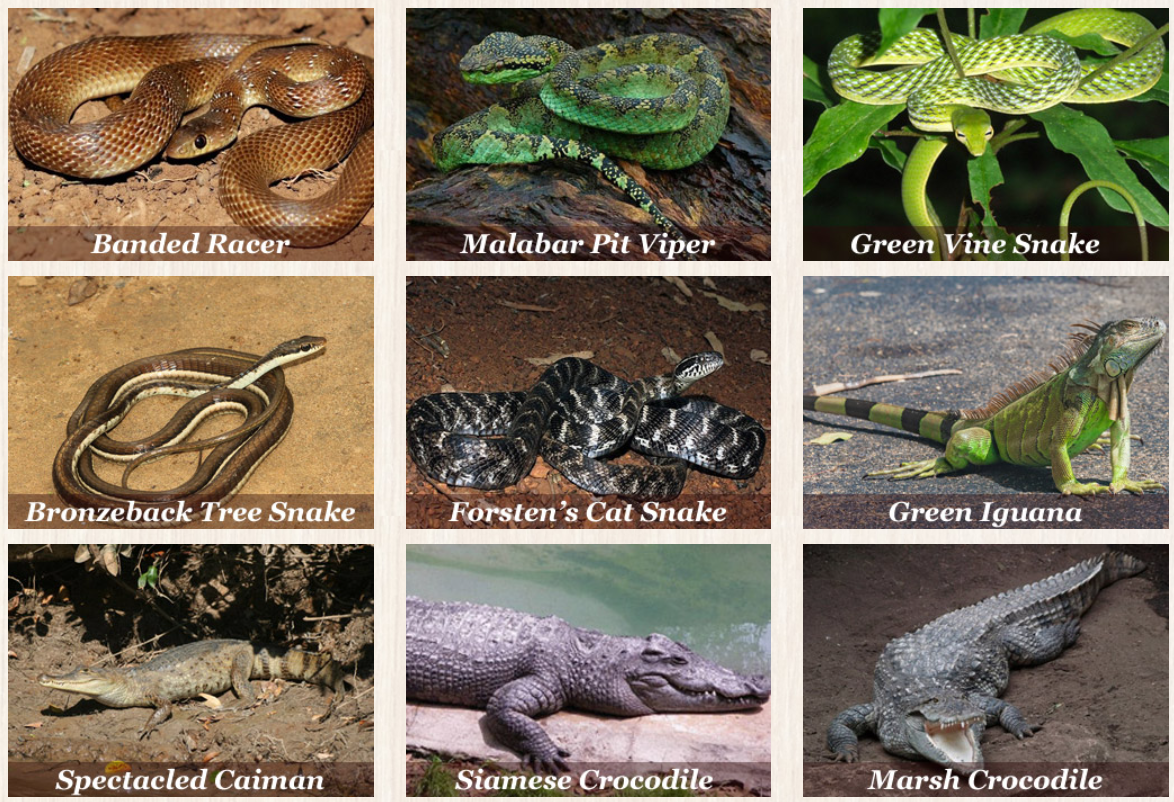 Banded Racer
Malabar Pit Viper
Green Vine Snake
Bronzeback Tree Snake
Forsten's Cat Snake
Green Iguana
Spectacled Caiman
Siamese Crocodile
Marsh Crocodile